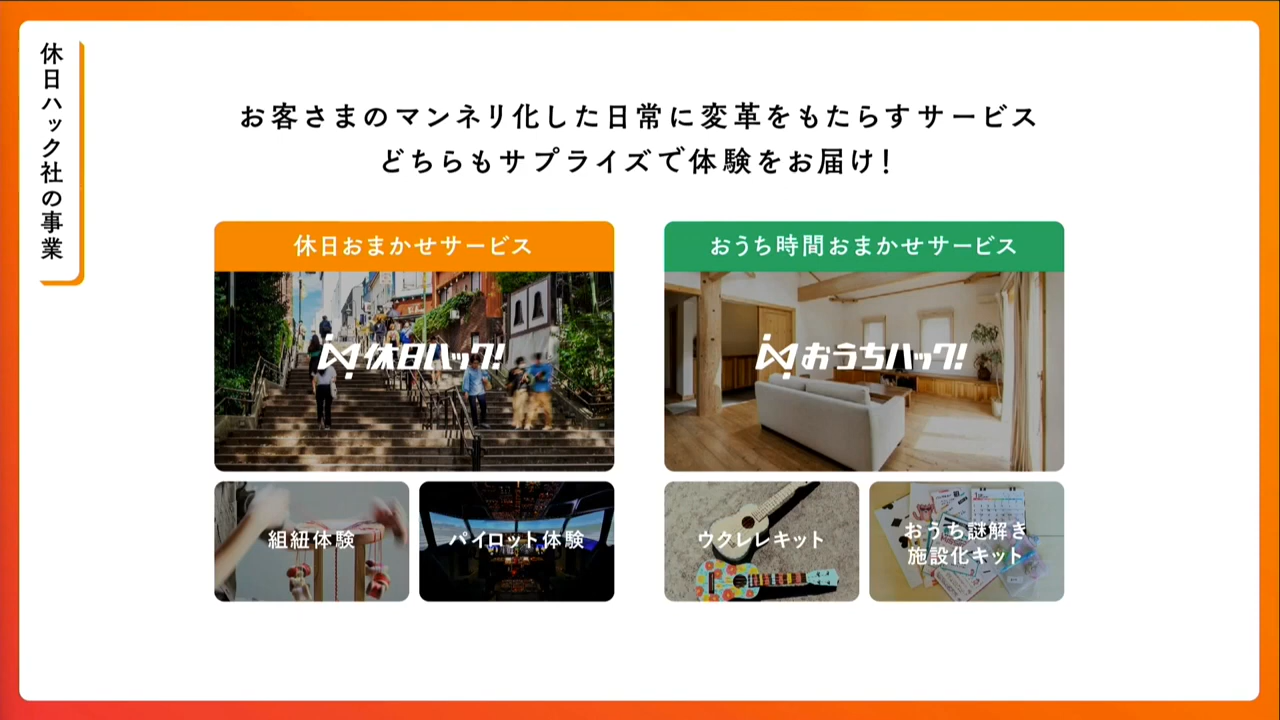 休日ハック社の事業
お客さまのマンネリ化した日常に変革をもたらすサービス
どちらもサプライズで体験をお届け!
休日おまかせサービス
休日ハック!
組紐体験
パイロット体験
おうち時間おまかせサービス
おうちハック!
ウクレレキット
おうち謎解き
施設化キット